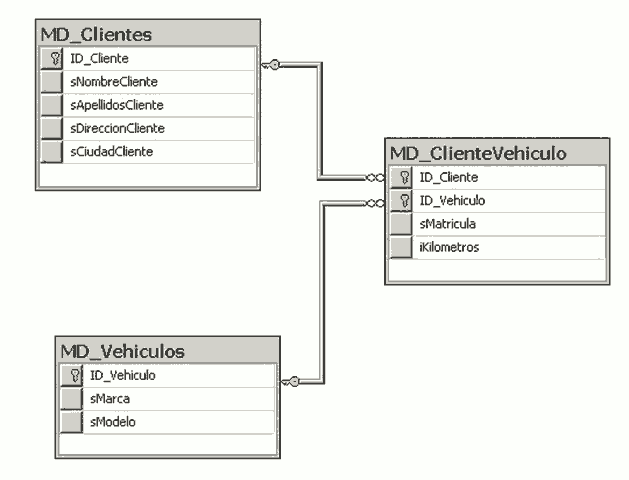 MD_Clientes
ID_Cliente
sNombreCliente
sApellidosCliente
sDireccionCliente
sCiudadCliente
MD_ClienteVehiculo
ID_Cliente
ID_Vehiculo
sMatricula
iKilometros
MD_Vehiculos
ID_Vehiculo
sMarca
sModelo